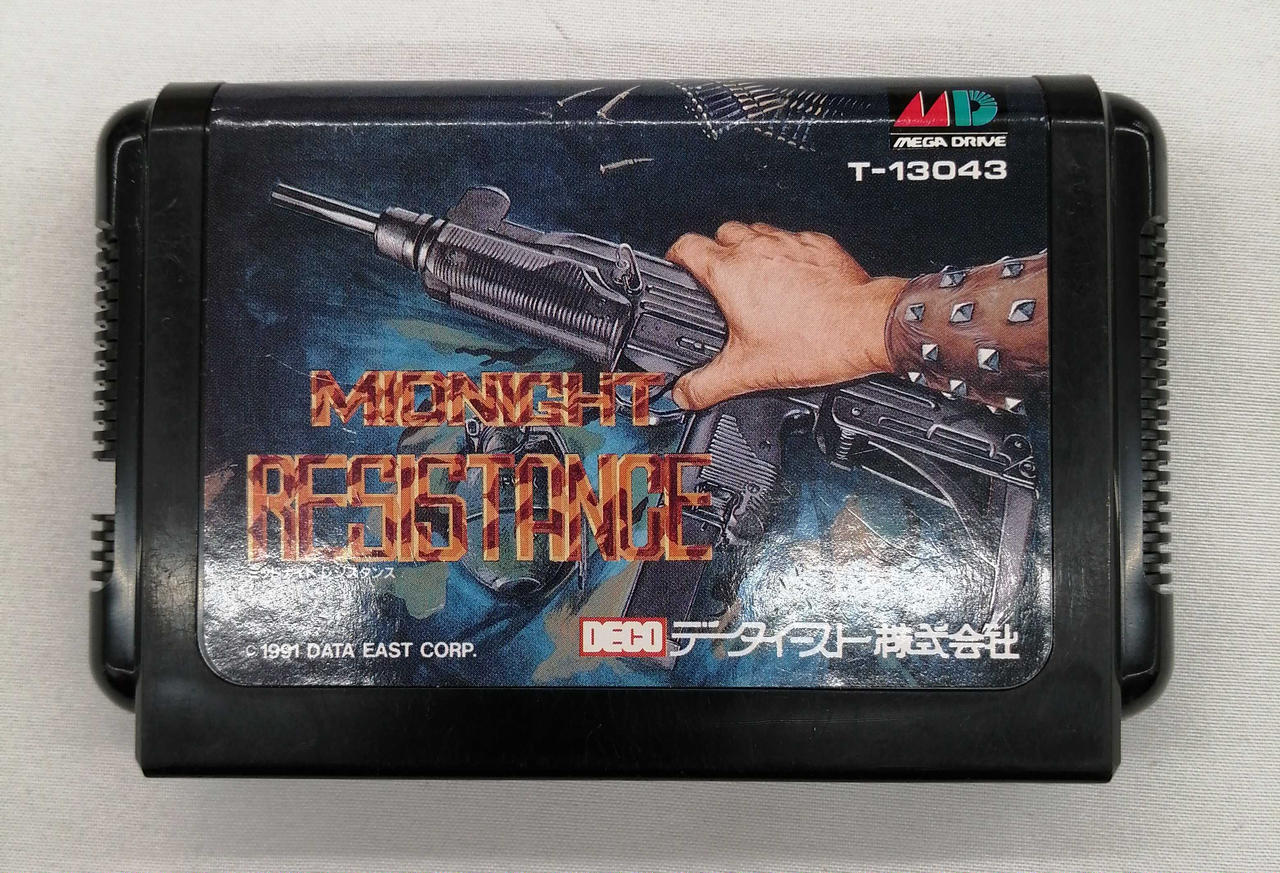 MD
MEGA DRIVE
T-13043
MIDNIGHT
RESISTANCE
ミッドナイトレジスタンス
© 1991 DATA EAST CORP.
DECO データイースト株式会社